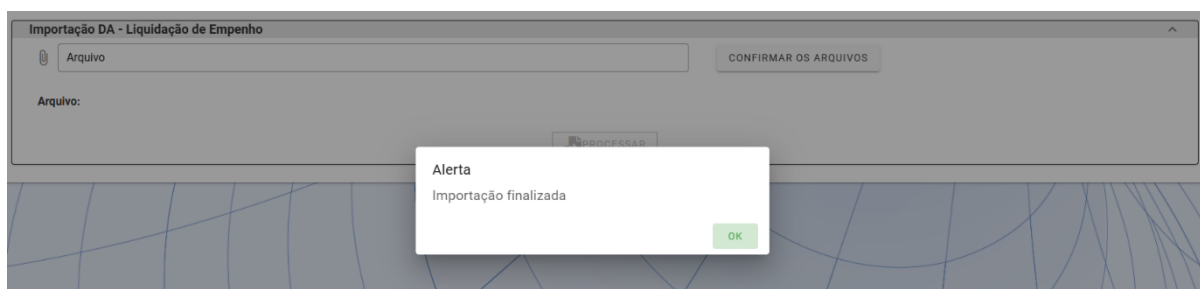 Importação DA - Liquidação de Empenho
Arquivo
CONFIRMAR OS ARQUIVOS
Arquivo:
PROCESSAR
Alerta
Importação finalizada
OK